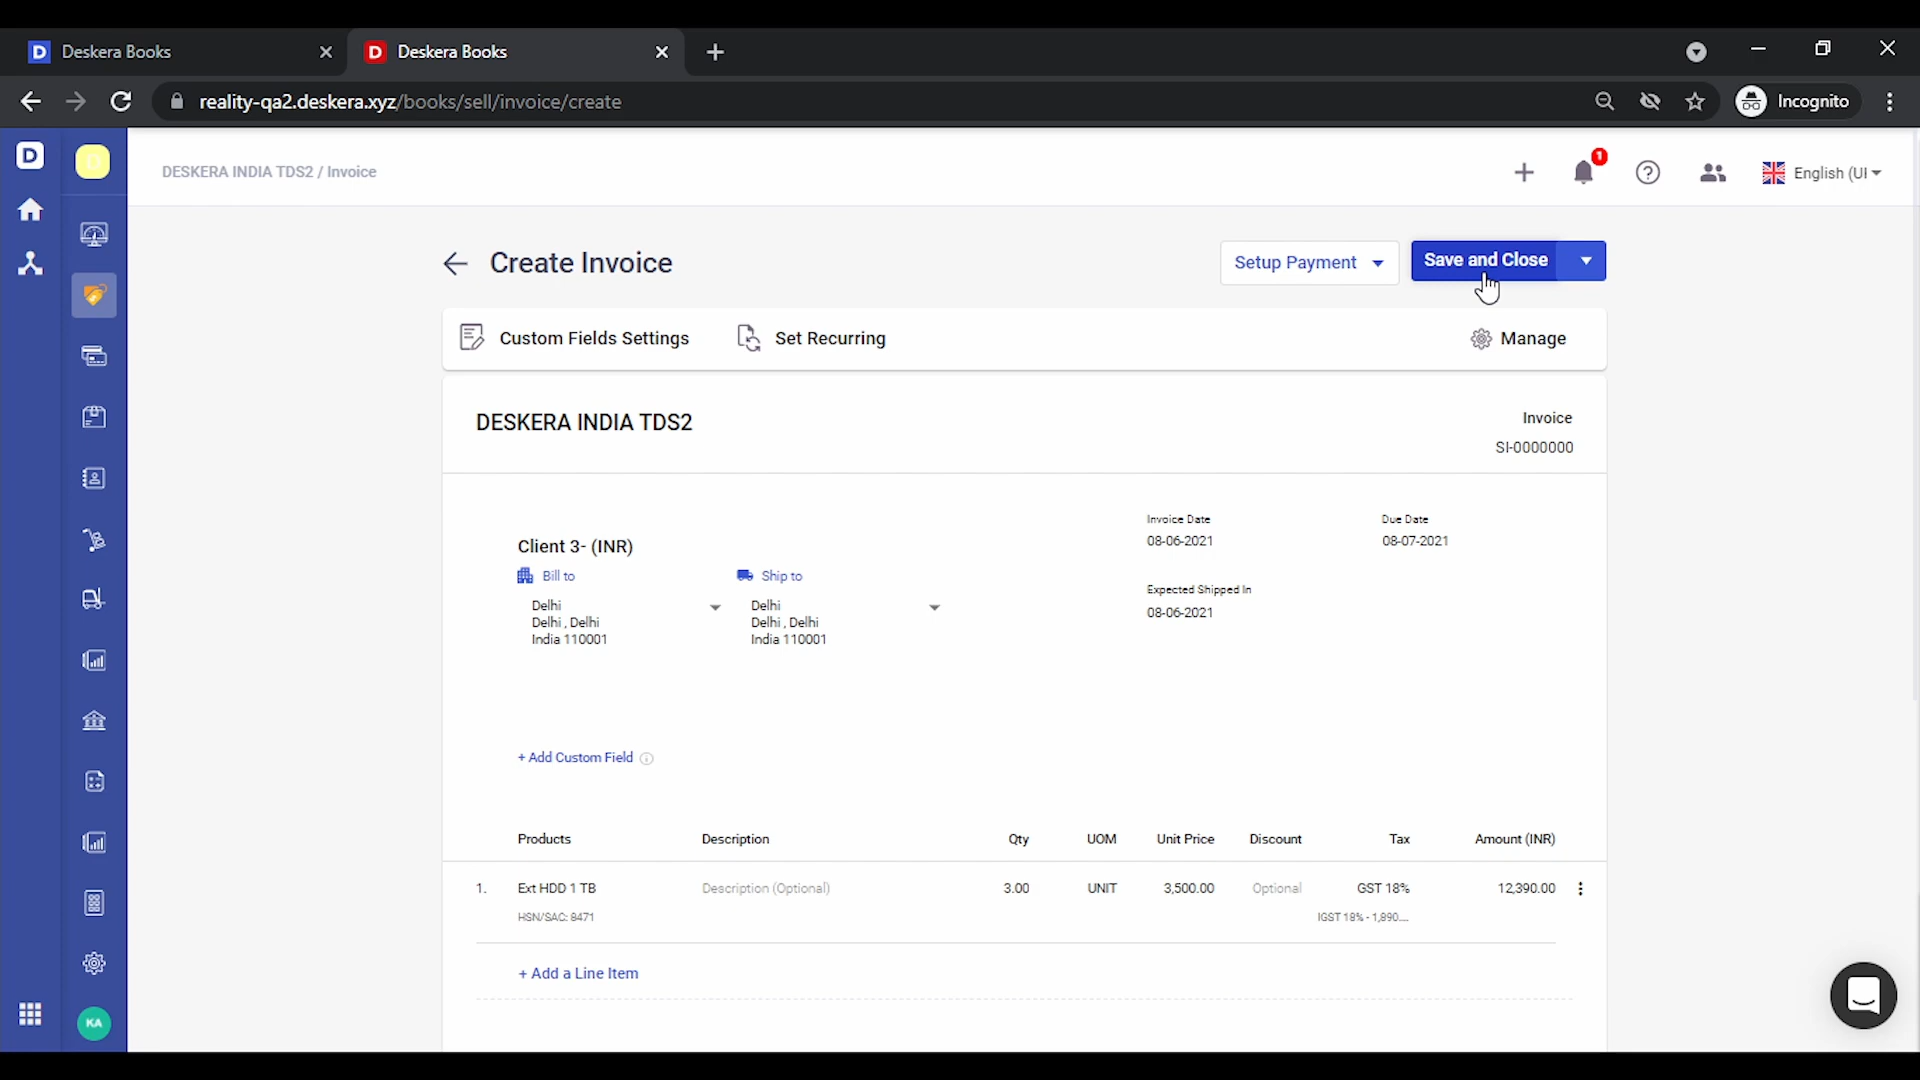 D Deskera Books
D Deskera Books
reality-qa2.deskera.xyz/books/sell/invoice/create
Incognito
D
DESKERA INDIA TDS2 / Invoice
1
English (UI
Create Invoice
Setup Payment
Save and Close
Custom Fields Settings
Set Recurring
Manage
DESKERA INDIA TDS2
Invoice
SI-0000000
Invoice Date
Due Date
08-06-2021
08-07-2021
Client 3- (INR)
Bill to
Ship to
Expected Shipped In
08-06-2021
Delhi
Delhi , Delhi
India 110001
Delhi
Delhi , Delhi
India 110001
+ Add Custom Field
Products Description Qty UOM Unit Price Discount Tax Amount (INR)
1. Ext HDD 1 TB Description (Optional) 3.00 UNIT 3,500.00 Optional GST 18% 12,390.00
HSN/SAC: 8471 IGST 18% - 1,890....
+ Add a Line Item
KA